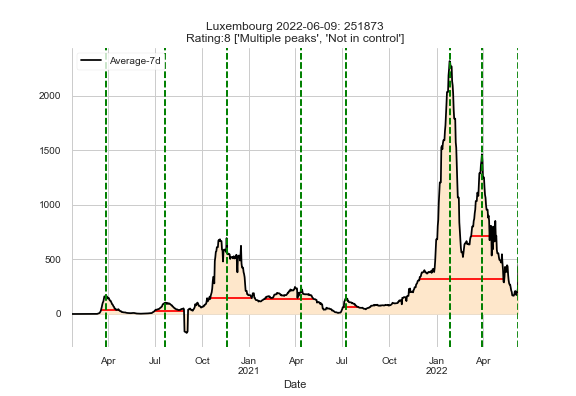 Luxembourg 2022-06-09: 251873
Rating:8 ['Multiple peaks', 'Not in control']
Average-7d
2000
1500
1000
500
0
Apr Jul Oct Jan Apr Jul Oct Jan Apr
2021 2022
Date